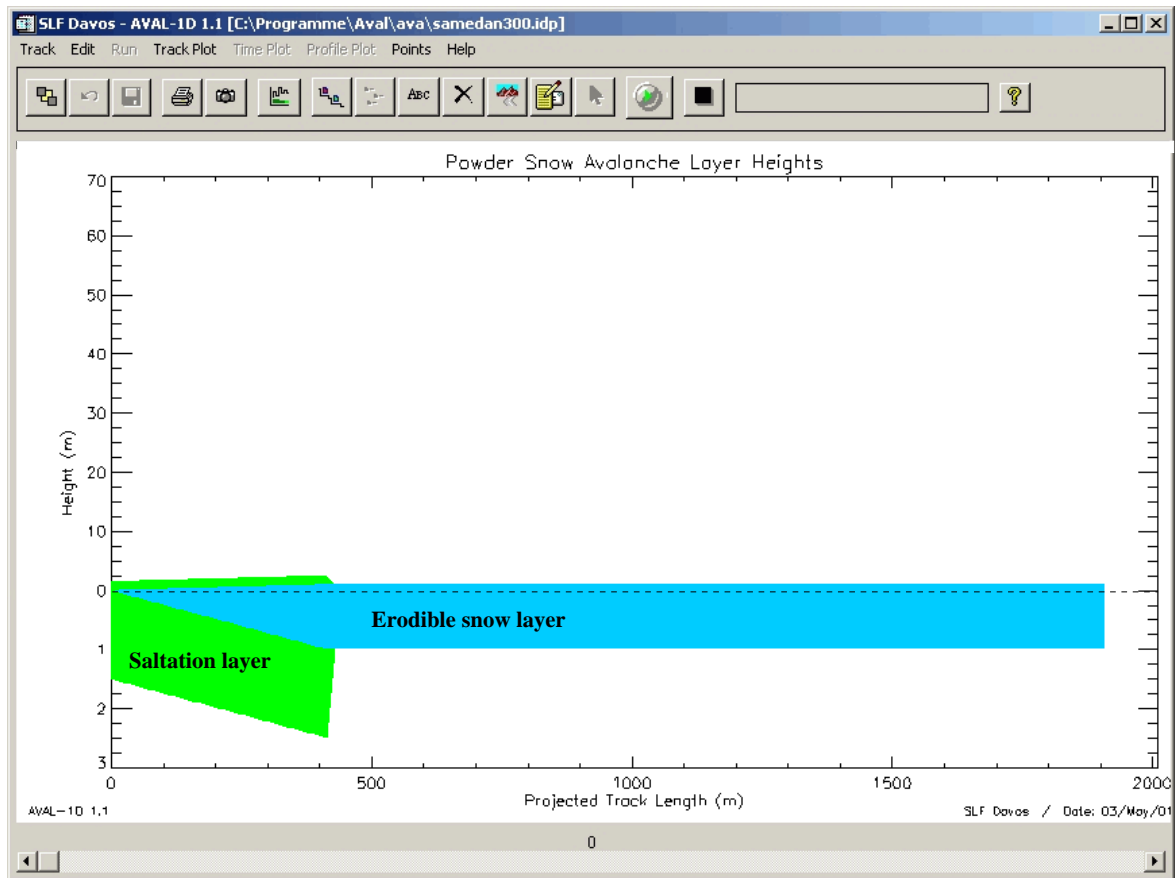 SLF Davos - AVAL-1D 1.1 [C:\Programme\Aval\ava\samedan300.idp]
Track Edit Run Track Plot Time Plot Profile Plot Points Help
ABC
?
Powder Snow Avalanche Layer Heights
70
60
50
40
30
20
10
0
1
2
3
Height (m)
Erodible snow layer
Saltation layer
0 500 1000 1500 2000
Projected Track Length (m)
AVAL-1D 1.1
SLF Davos / Date: 03/May/01
0